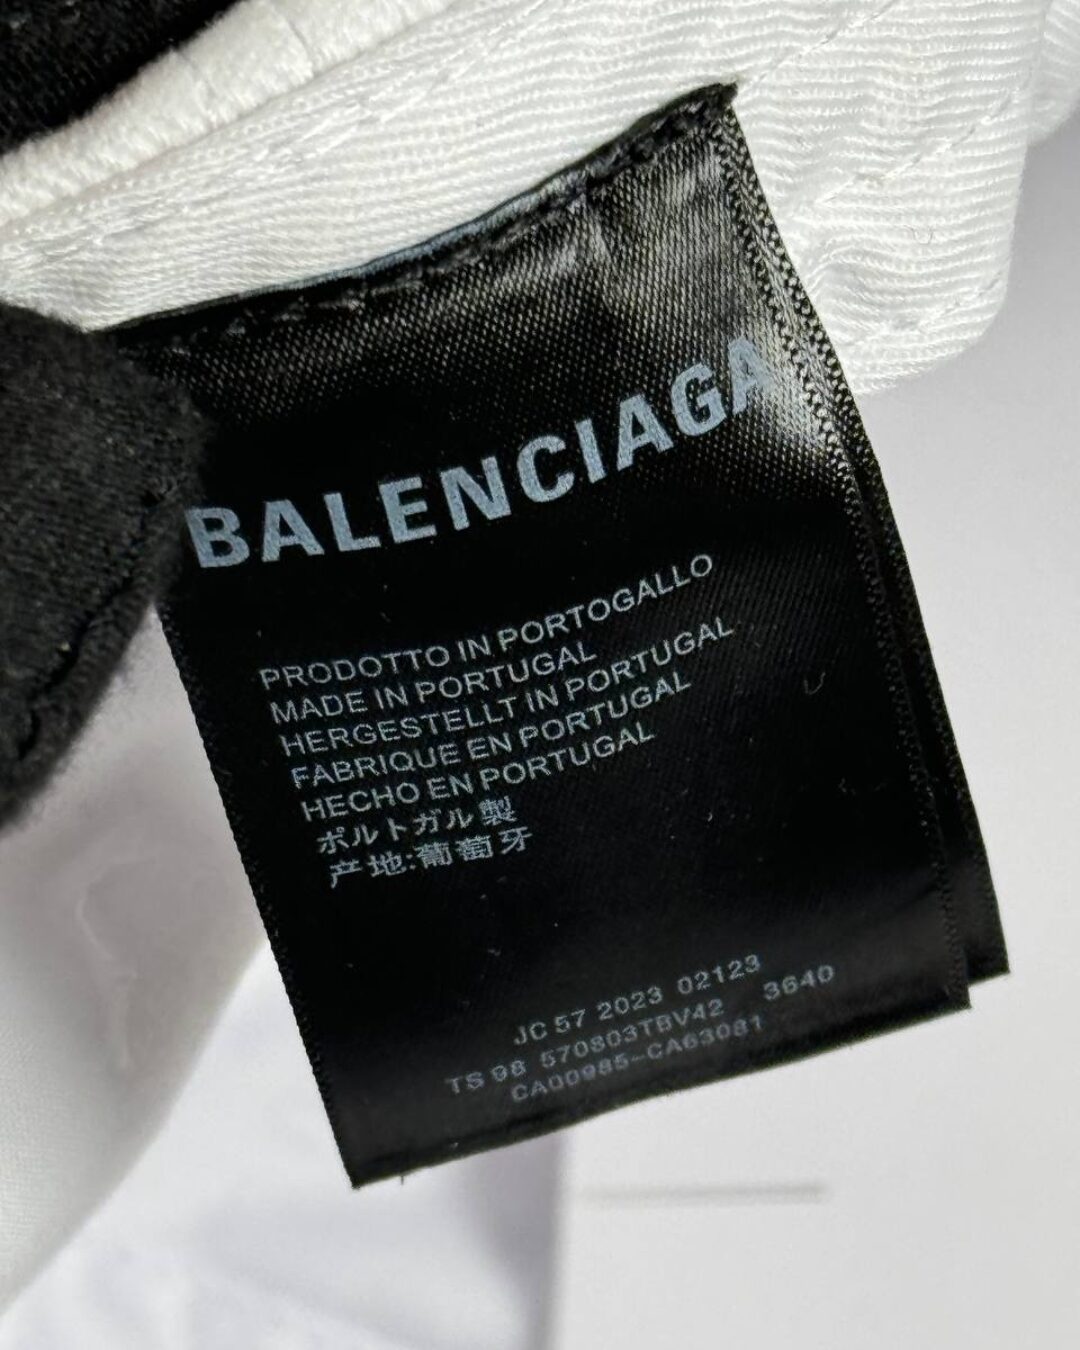 BALENCIAGA
PRODOTTO IN PORTOGALLO
MADE IN PORTUGAL
HERGESTELLT IN PORTUGAL
FABRIQUE EN PORTUGAL
HECHO EN PORTUGAL
ポルトガル製
产地:葡萄牙
JC 57 2023 02123
TS 98 570803TBV42 3640
CA00985-CA63081